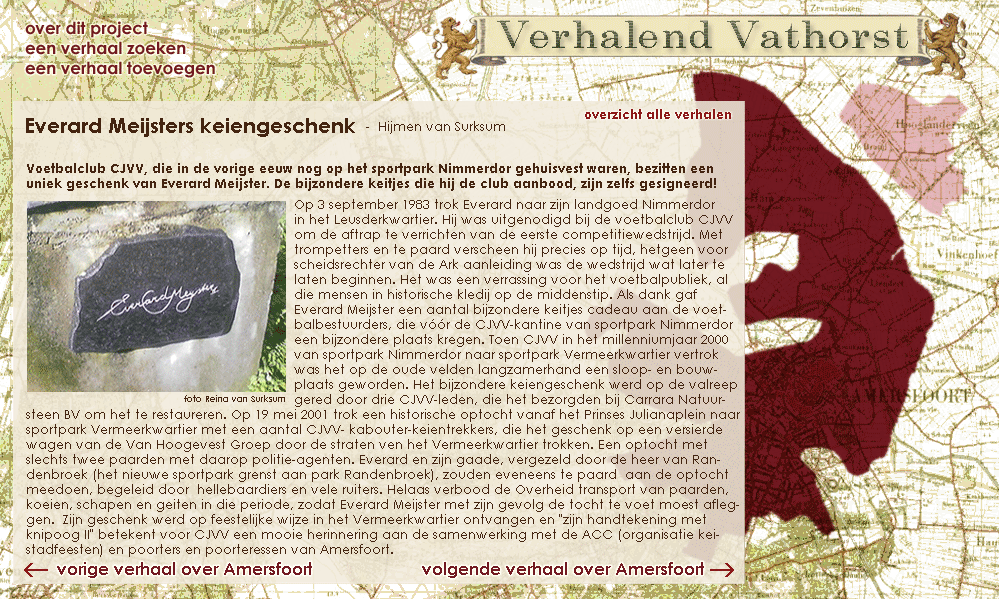 over dit project
een verhaal zoeken
een verhaal toevoegen
Verhalend Vathorst
overzicht alle verhalen
Everard Meijsters keiengeschenk - Hijmen van Surksum
Voetbalclub CJVV, die in de vorige eeuw nog op het sportpark Nimmerdor gehuisvest waren, bezitten een
uniek geschenk van Everard Meijster. De bijzondere keitjes die hij de club aanbood, zijn zelfs gesigneerd!
Everard Meyster
foto Reina van Surksum
Op 3 september 1983 trok Everard naar zijn landgoed Nimmerdor
in het Leusderkwartier. Hij was uitgenodigd bij de voetbalclub CJVV
om de aftrap te verrichten van de eerste competitiewedstrijd. Met
trompetters en te paard verscheen hij precies op tijd, hetgeen voor
scheidsrechter van de Ark aanleiding was de wedstrijd wat later te
laten beginnen. Het was een verrassing voor het voetbalpubliek, al
die mensen in historische kledij op de middenstip. Als dank gaf
Everard Meijster een aantal bijzondere keitjes cadeau aan de voet-
balbestuurders, die vóór de CJVV-kantine van sportpark Nimmerdor
een bijzondere plaats kregen. Toen CJVV in het millenniumjaar 2000
van sportpark Nimmerdor naar sportpark Vermeerkwartier vertrok
was het op de oude velden langzamerhand een sloop- en bouw-
plaats geworden. Het bijzondere keiengeschenk werd op de valreep
gered door drie CJVV-leden, die het bezorgden bij Carrara Natuur-
steen BV om het te restaureren. Op 19 mei 2001 trok een historische optocht vanaf het Prinses Julianaplein naar
sportpark Vermeerkwartier met een aantal CJVV- kabouter-keientrekkers, die het geschenk op een versierde
wagen van de Van Hoogevest Groep door de straten ven het Vermeerkwartier trokken. Een optocht met
slechts twee paarden met daarop politie-agenten. Everard en zijn gaade, vergezeld door de heer van Ran-
denbroek (het nieuwe sportpark grenst aan park Randenbroek), zouden eveneens te paard aan de optocht
meedoen, begeleid door hellebaardiers en vele ruiters. Helaas verbood de Overheid transport van paarden,
koeien, schapen en geiten in die periode, zodat Everard Meijster met zijn gevolg de tocht te voet moest afleg-
gen. Zijn geschenk werd op feestelijke wijze in het Vermeerkwartier ontvangen en "zijn handtekening met
knipoog II" betekent voor CJVV een mooie herinnering aan de samenwerking met de ACC (organisatie kei-
stadfeesten) en poorters en poorteressen van Amersfoort.
← vorige verhaal over Amersfoort
volgende verhaal over Amersfoort →
Zevenhuizen
Vinkenhoef
AMERSFOORT